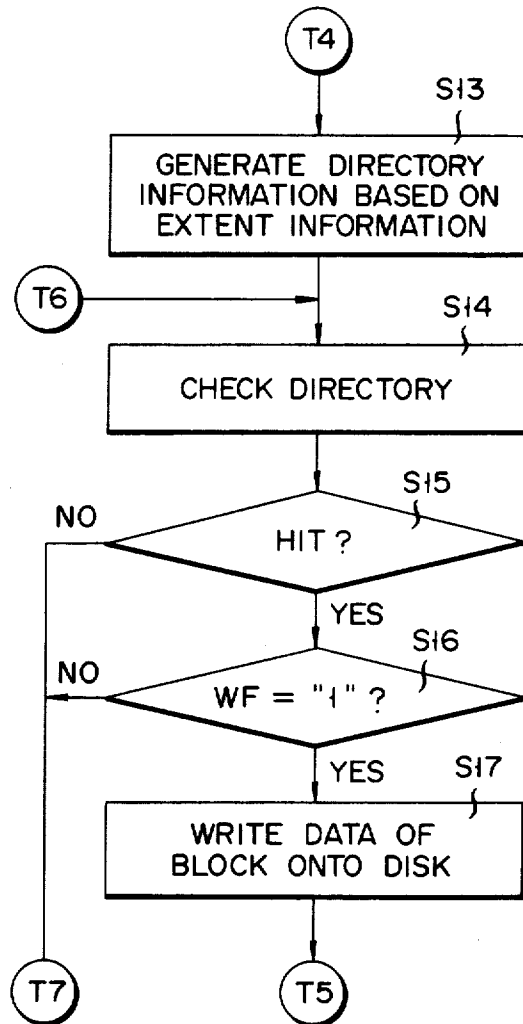 T4
S13
GENERATE DIRECTORY
INFORMATION BASED ON
EXTENT INFORMATION
T6
S14
CHECK DIRECTORY
S15
NO
HIT ?
YES
S16
NO
WF = "1" ?
YES
S17
WRITE DATA OF
BLOCK ONTO DISK
T7
T5